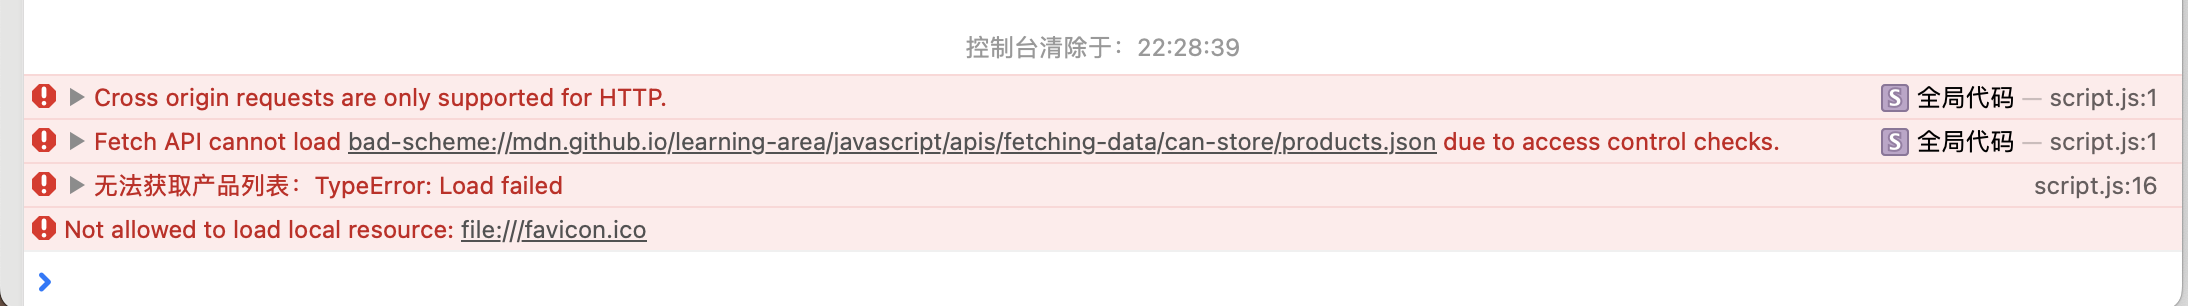 控制台清除于：22:28:39
Cross origin requests are only supported for HTTP. S 全局代码 — script.js:1
Fetch API cannot load bad-scheme://mdn.github.io/learning-area/javascript/apis/fetching-data/can-store/products.json due to access control checks. S 全局代码 — script.js:1
无法获取产品列表：TypeError: Load failed script.js:16
Not allowed to load local resource: file:///favicon.ico